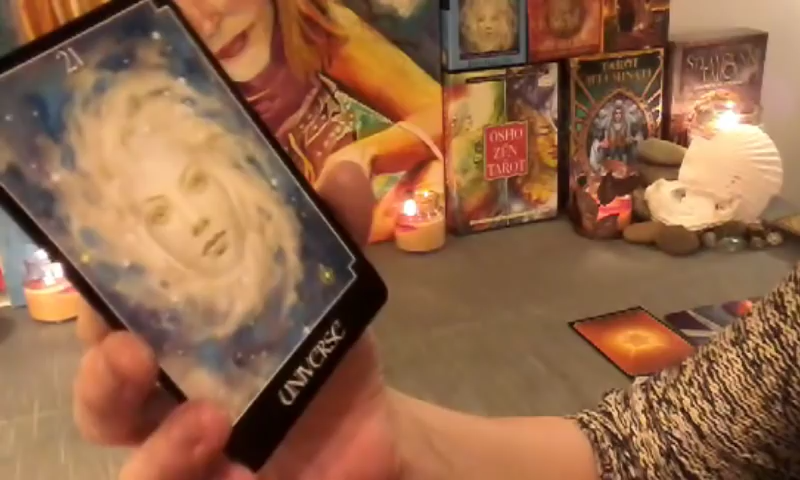 21
UNIVERSE
OSHO
ZEN
TAROT
TAROT
ILLUMINATI
TAROT